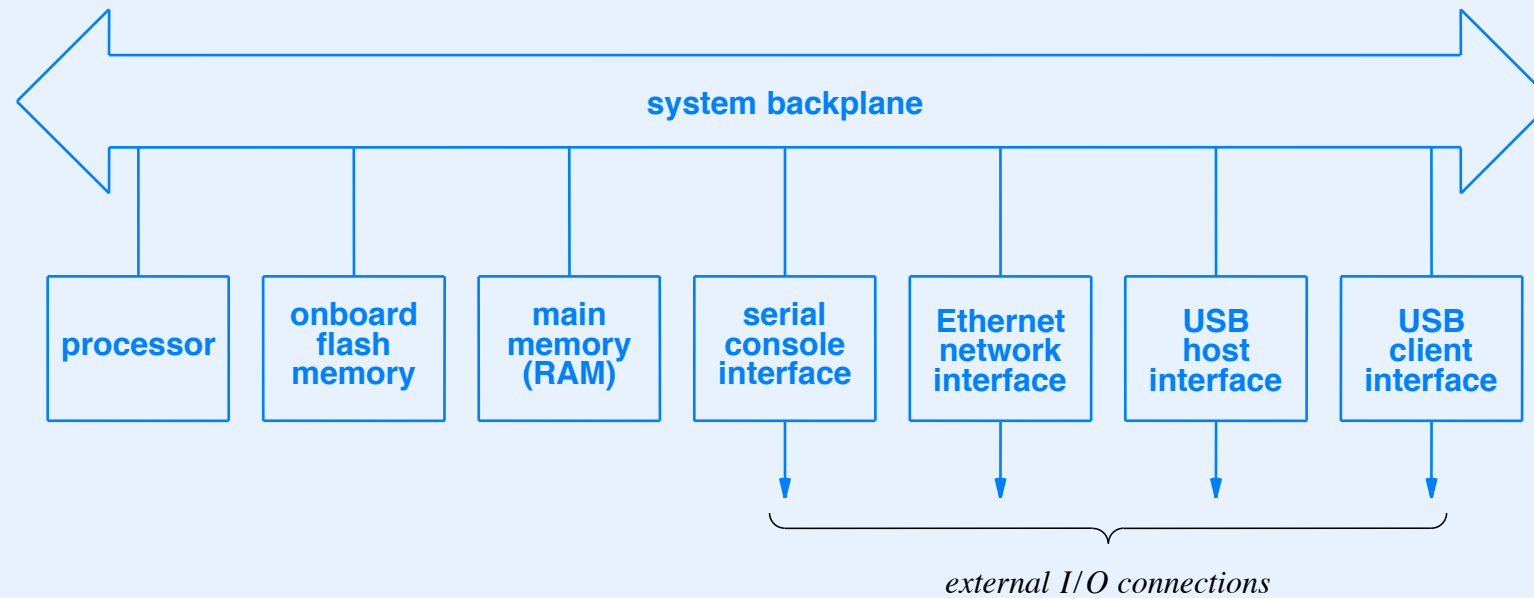 system backplane
processor
onboard
flash
memory
main
memory
(RAM)
serial
console
interface
Ethernet
network
interface
USB
host
interface
USB
client
interface
external I/O connections